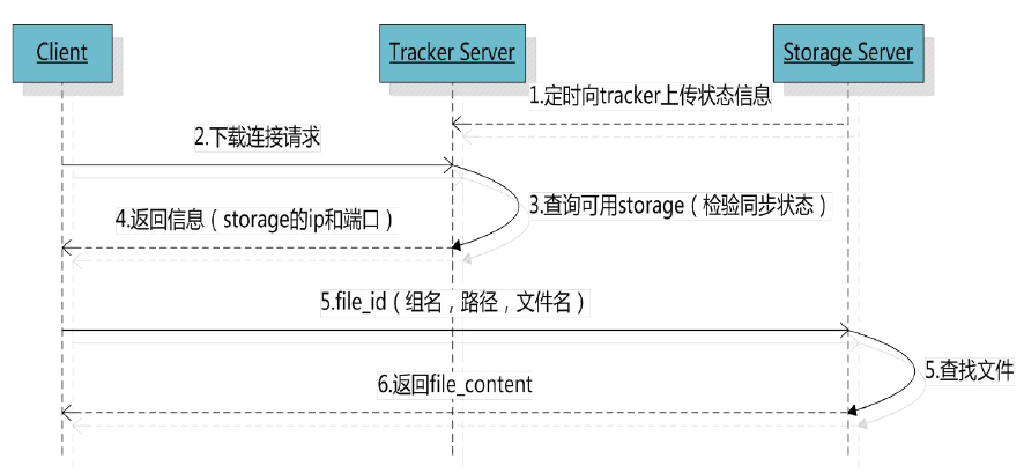 Client
Tracker Server
Storage Server
1.定时向tracker上传状态信息
2.下载连接请求
3.查询可用storage（检验同步状态）
4.返回信息（storage的ip和端口）
5.file_id（组名，路径，文件名）
5.查找文件
6.返回file_content